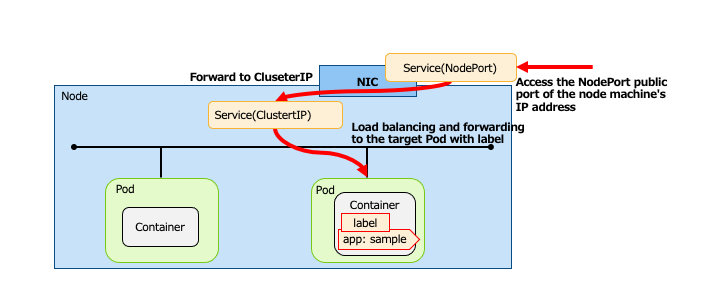 Service(NodePort)
Forward to CluseterIP
NIC
Access the NodePort public
port of the node machine's
IP address
Node
Service(ClustertIP)
Load balancing and forwarding
to the target Pod with label
Pod
Container
Pod
Container
label
app: sample